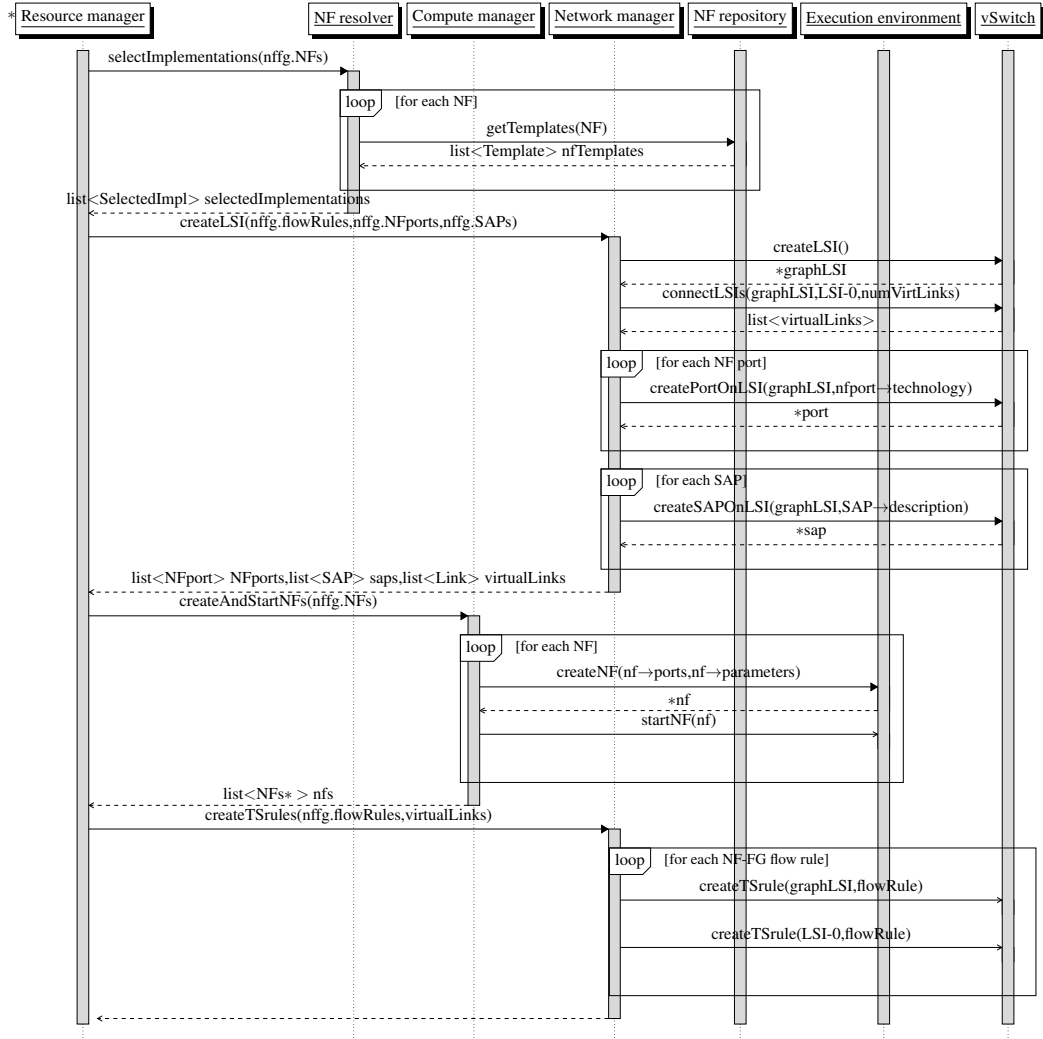 * Resource manager
NF resolver
Compute manager
Network manager
NF repository
Execution environment
vSwitch
selectImplementations(nffg.NFs)
loop [for each NF]
getTemplates(NF)
list<Template> nfTemplates
list<SelectedImpl> selectedImplementations
createLSI(nffg.flowRules,nffg.NFports,nffg.SAPs)
createLSI()
*graphLSI
connectLSIs(graphLSI,LSI-0,numVirtLinks)
list<virtualLinks>
loop [for each NF port]
createPortOnLSI(graphLSI,nfport→technology)
*port
loop [for each SAP]
createSAPOnLSI(graphLSI,SAP→description)
*sap
list<NFport> NFports,list<SAP> saps,list<Link> virtualLinks
createAndStartNFs(nffg.NFs)
loop [for each NF]
createNF(nf→ports,nf→parameters)
*nf
startNF(nf)
list<NFs* > nfs
createTSrules(nffg.flowRules,virtualLinks)
loop [for each NF-FG flow rule]
createTSrule(graphLSI,flowRule)
createTSrule(LSI-0,flowRule)